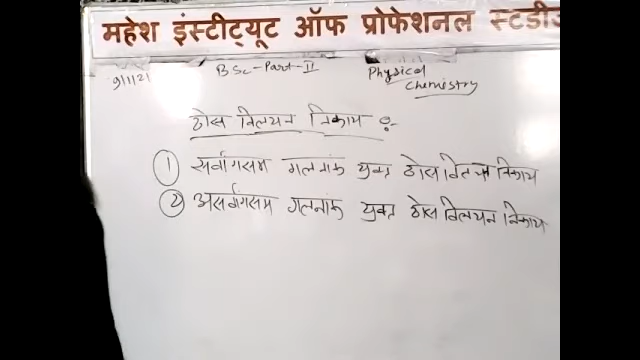 महेश इंस्टीट्यूट ऑफ प्रोफेशनल स्टडीज
9/1/21 BSc-Part-II Physical Chemistry
ठोस विलयन निकाय :-
① सर्वांगसम गलनांक युक्त ठोस विलयन निकाय
② असर्वांगसम गलनांक युक्त ठोस विलयन निकाय